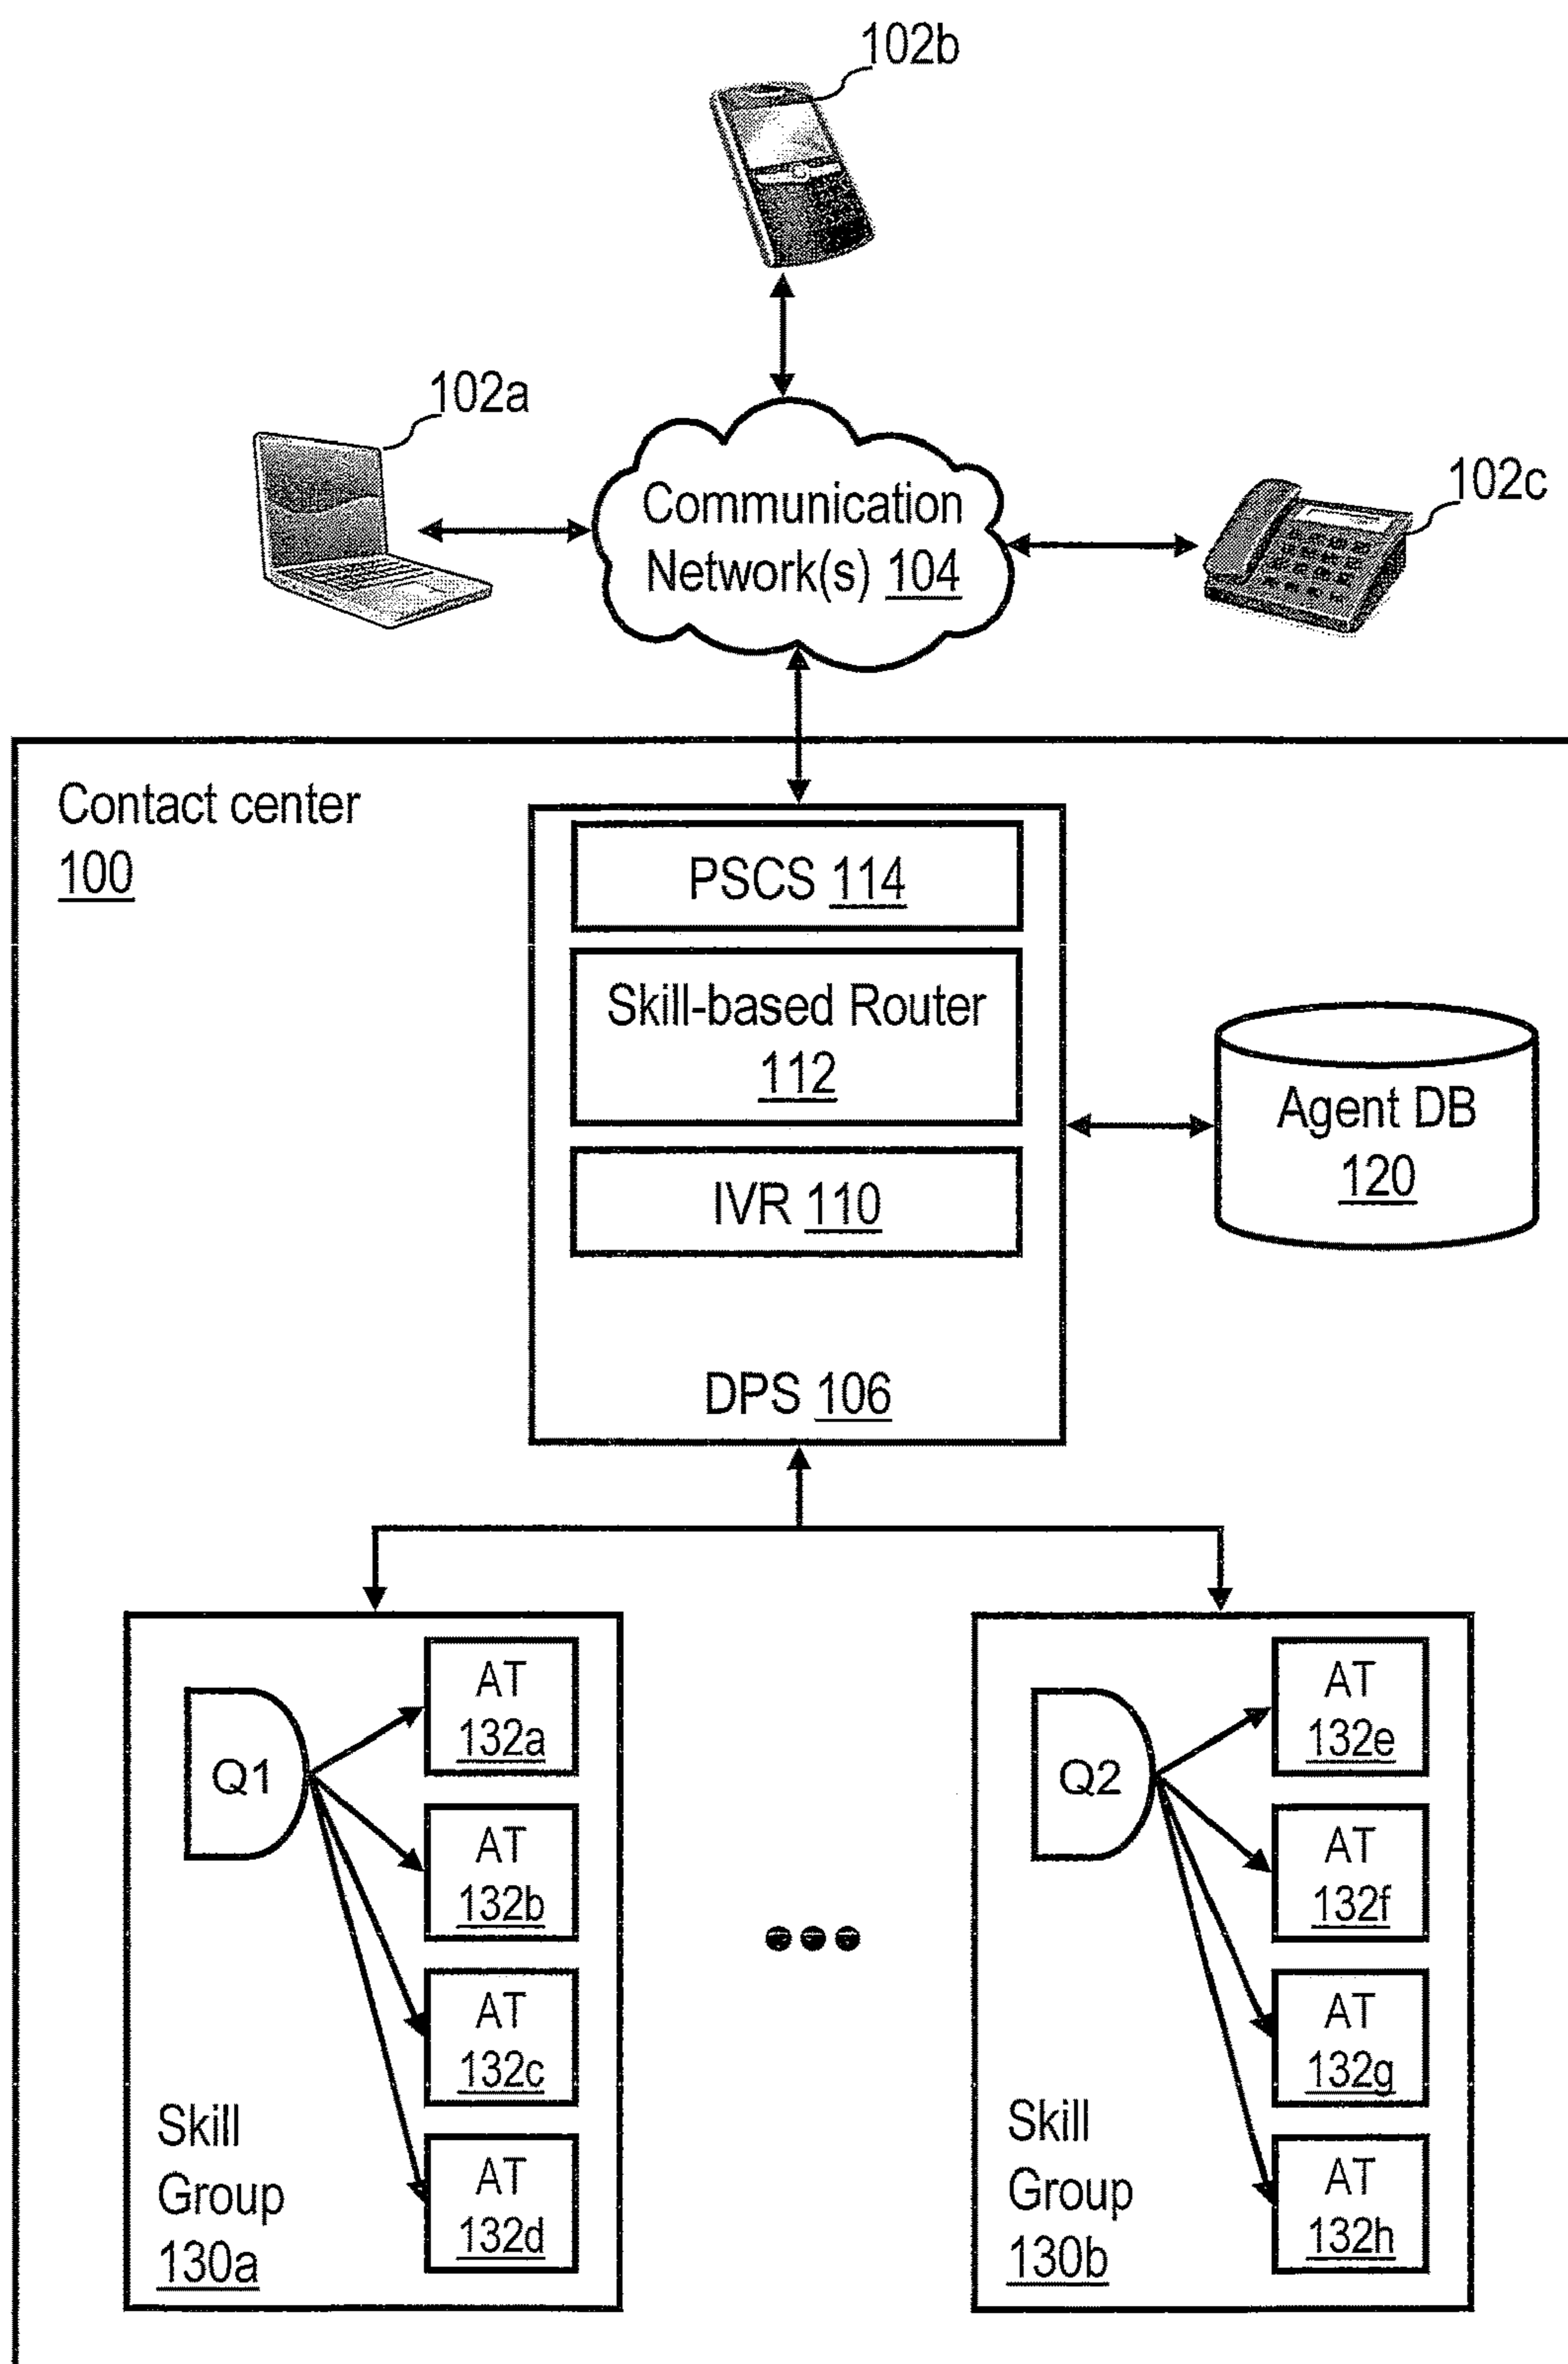 102b
102a
102c
Communication
Network(s) 104
Contact center
100
PSCS 114
Skill-based Router
112
IVR 110
DPS 106
Agent DB
120
Q1
AT
132a
AT
132b
AT
132c
AT
132d
Skill
Group
130a
Q2
AT
132e
AT
132f
AT
132g
AT
132h
Skill
Group
130b